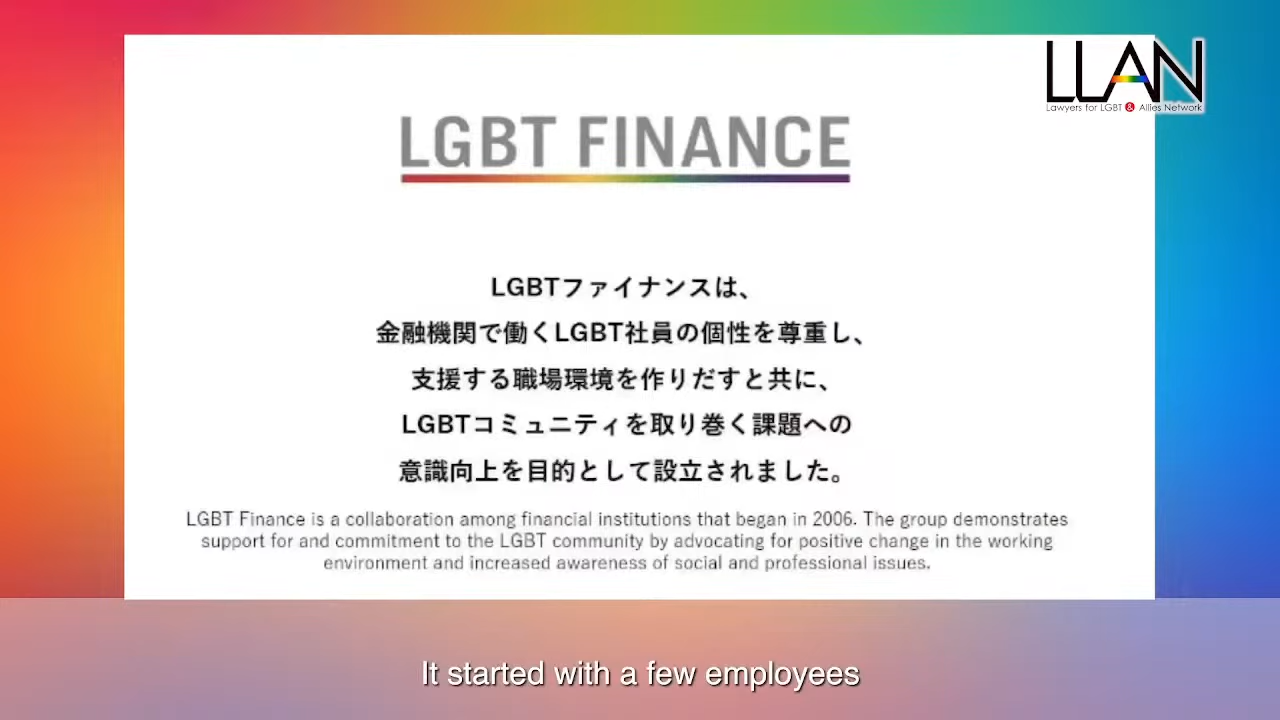 LLAN
Lawyers for LGBT & Allies Network
LGBT FINANCE
LGBTファイナンスは、
金融機関で働くLGBT社員の個性を尊重し、
支援する職場環境を作りだすと共に、
LGBTコミュニティを取り巻く課題への
意識向上を目的として設立されました。
LGBT Finance is a collaboration among financial institutions that began in 2006. The group demonstrates
support for and commitment to the LGBT community by advocating for positive change in the working
environment and increased awareness of social and professional issues.
It started with a few employees